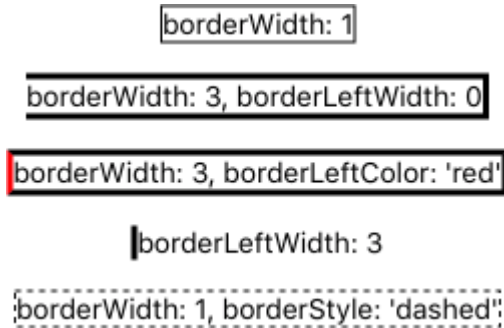 borderWidth: 1
borderWidth: 3, borderLeftWidth: 0
borderWidth: 3, borderLeftColor: 'red'
borderLeftWidth: 3
borderWidth: 1, borderStyle: 'dashed'